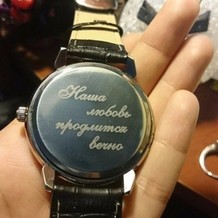 Наша
любовь
продлится
вечно